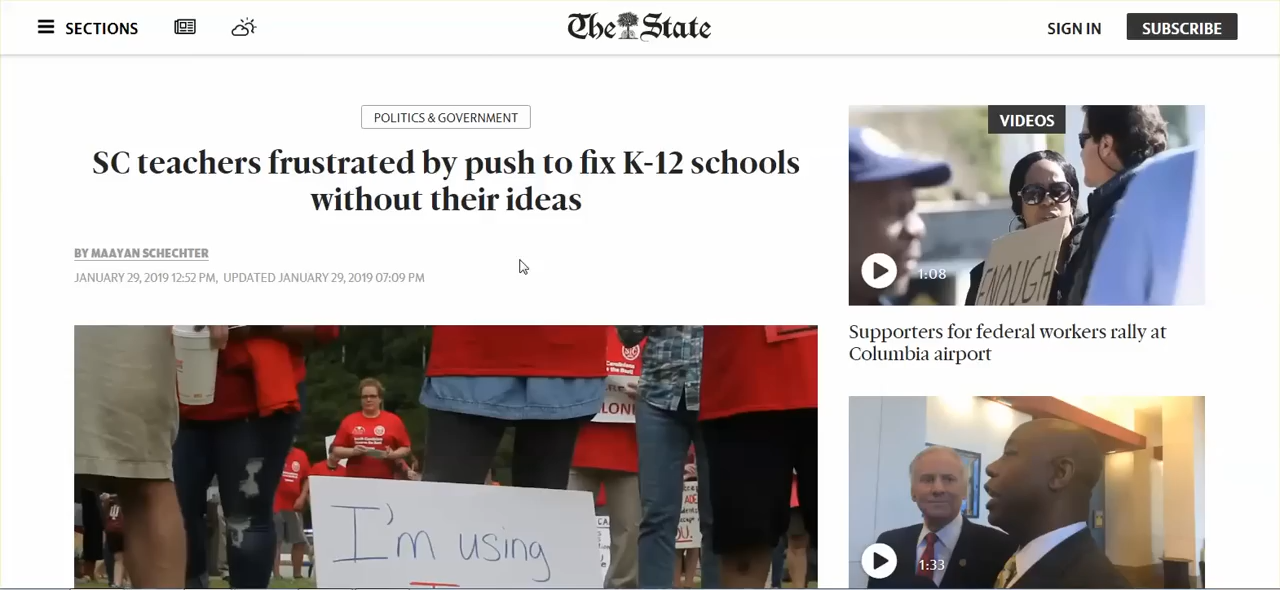 SECTIONS
The State
SIGN IN
SUBSCRIBE
POLITICS & GOVERNMENT
SC teachers frustrated by push to fix K-12 schools
without their ideas
BY MAAYAN SCHECHTER
JANUARY 29, 2019 12:52 PM, UPDATED JANUARY 29, 2019 07:09 PM
I'm using
VIDEOS
ENOUGH
1:08
Supporters for federal workers rally at
Columbia airport
1:33